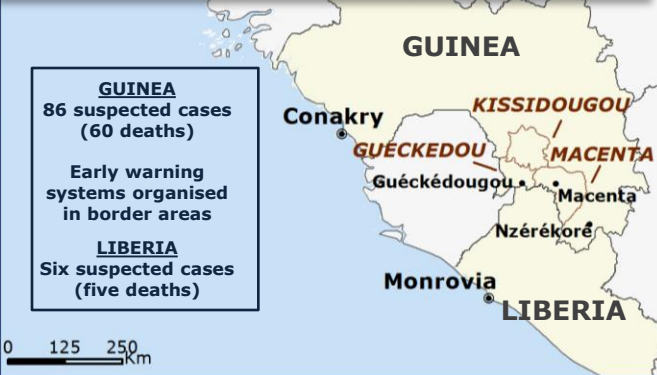 GUINEA
86 suspected cases
(60 deaths)
Early warning
systems organised
in border areas
LIBERIA
Six suspected cases
(five deaths)
GUINEA
KISSIDOUGOU
Conakry
GUECKEDOU
MACENTA
Guéckédougou
Macenta
Nzérékoré
Monrovia
LIBERIA
0 125 250
Km